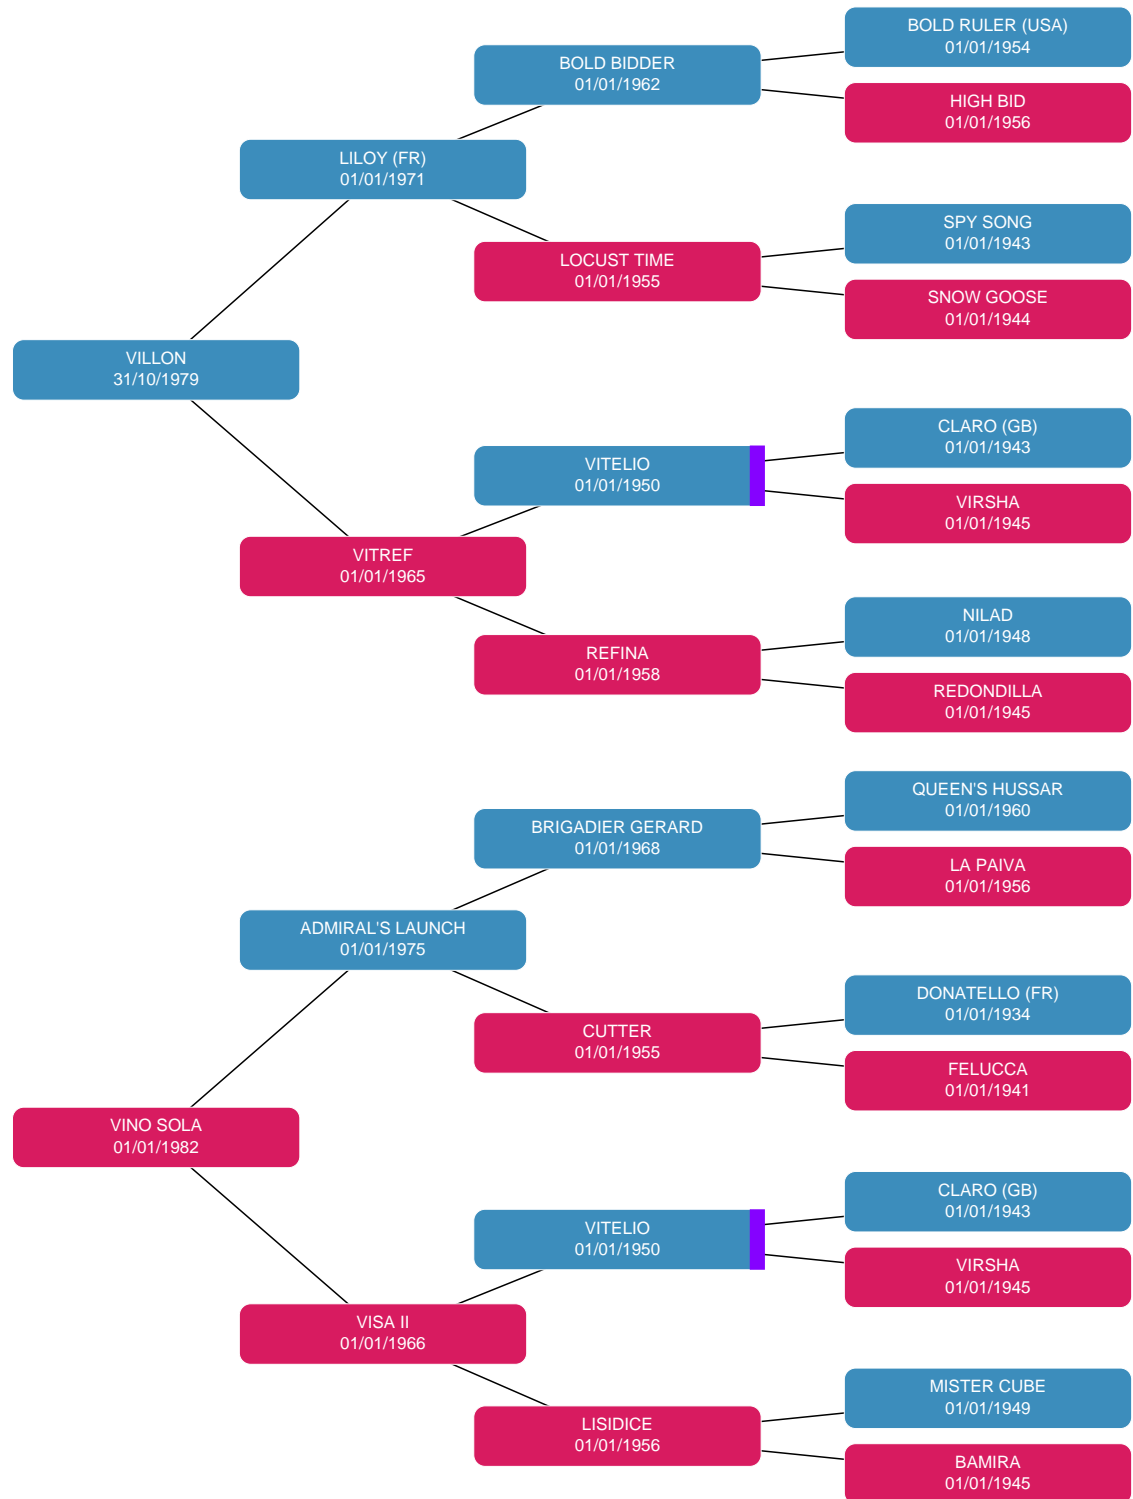 BOLD RULER (USA)
01/01/1954
BOLD BIDDER
01/01/1962
HIGH BID
01/01/1956
LILOY (FR)
01/01/1971
SPY SONG
01/01/1943
LOCUST TIME
01/01/1955
SNOW GOOSE
01/01/1944
VILLON
31/10/1979
CLARO (GB)
01/01/1943
VITELIO
01/01/1950
VIRSHA
01/01/1945
VITREF
01/01/1965
NILAD
01/01/1948
REFINA
01/01/1958
REDONDILLA
01/01/1945
QUEEN'S HUSSAR
01/01/1960
BRIGADIER GERARD
01/01/1968
LA PAIVA
01/01/1956
ADMIRAL'S LAUNCH
01/01/1975
DONATELLO (FR)
01/01/1934
CUTTER
01/01/1955
FELUCCA
01/01/1941
VINO SOLA
01/01/1982
CLARO (GB)
01/01/1943
VITELIO
01/01/1950
VIRSHA
01/01/1945
VISA II
01/01/1966
MISTER CUBE
01/01/1949
LISIDICE
01/01/1956
BAMIRA
01/01/1945